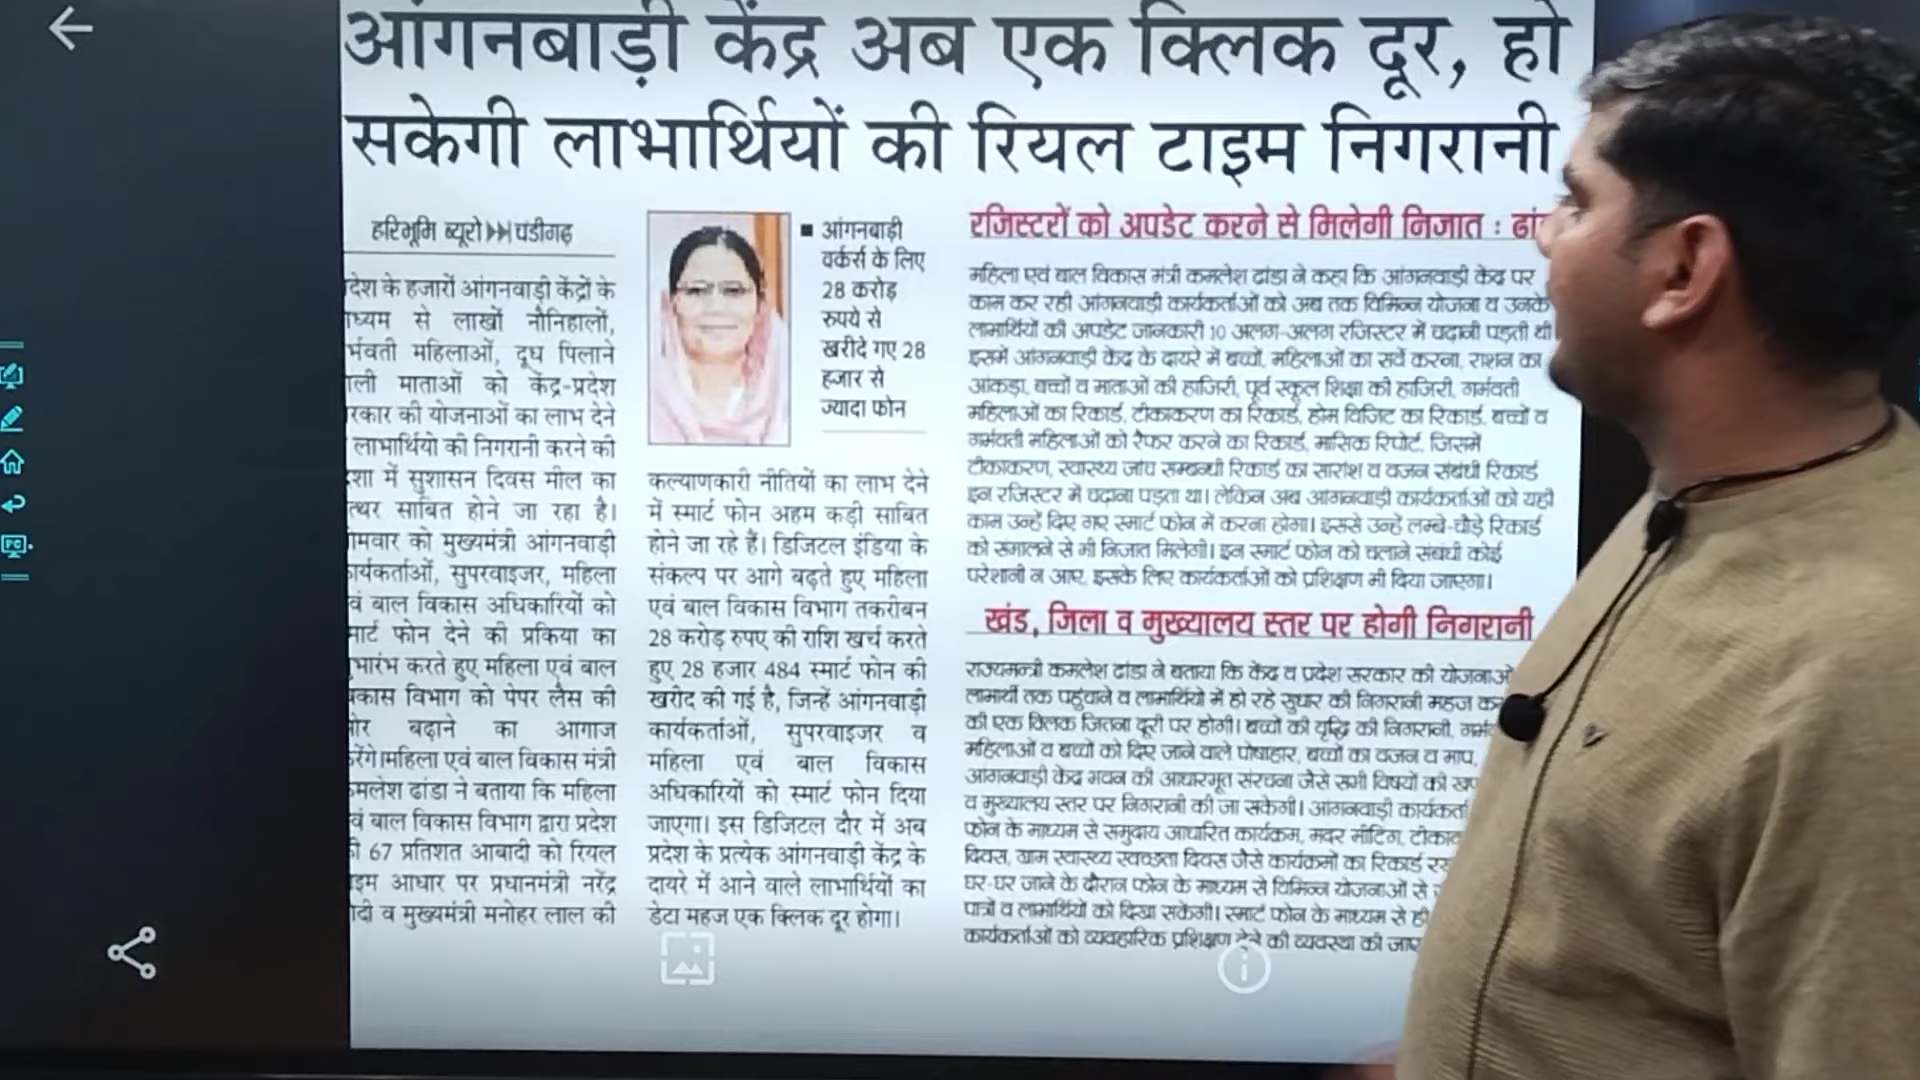 आंगनबाड़ी केंद्र अब एक क्लिक दूर, हो
सकेगी लाभार्थियों की रियल टाइम निगरानी
हरिभूमि ब्यूरो चंडीगढ़
देश के हजारों आंगनवाड़ी केंद्रों के
से लाखों नौनिहालों,
महिलाओं, दूध पिलाने
माताओं को केंद्र-प्रदेश
की योजनाओं का लाभ देने
लाभार्थियो की निगरानी करने की
में सुशासन दिवस मील का
साबित होने जा रहा है।
को मुख्यमंत्री आंगनवाड़ी
सुपरवाइजर, महिला
बाल विकास अधिकारियों को
फोन देने की प्रकिया का
करते हुए महिला एवं बाल
विभाग को पेपर लैस की
बढ़ाने का आगाज
महिला एवं बाल विकास मंत्री
ढांडा ने बताया कि महिला
बाल विकास विभाग द्वारा प्रदेश
67 प्रतिशत आबादी को रियल
आधार पर प्रधानमंत्री नरेंद्र
व मुख्यमंत्री मनोहर लाल की
■ आंगनबाड़ी
वर्कर्स के लिए
28 करोड़
रुपये से
खरीदे गए 28
हजार से
ज्यादा फोन
कल्याणकारी नीतियों का लाभ देने
में स्मार्ट फोन अहम कड़ी साबित
होने जा रहे हैं। डिजिटल इंडिया के
संकल्प पर आगे बढ़ते हुए महिला
एवं बाल विकास विभाग तकरीबन
28 करोड़ रुपए की राशि खर्च करते
हुए 28 हजार 484 स्मार्ट फोन की
खरीद की गई है, जिन्हें आंगनवाड़ी
कार्यकर्ताओं, सुपरवाइजर व
महिला एवं बाल विकास
अधिकारियों को स्मार्ट फोन दिया
जाएगा। इस डिजिटल दौर में अब
प्रदेश के प्रत्येक आंगनवाड़ी केंद्र के
दायरे में आने वाले लाभार्थियों का
डेटा महज एक क्लिक दूर होगा।
रजिस्टरों को अपडेट करने से मिलेगी निजात :
महिला एवं बाल विकास मंत्री कमलेश ढांडा ने कहा कि आंगनवाड़ी केंद्र पर
काम कर रही आंगनवाड़ी कार्यकर्ताओं को अब तक विभिन्न योजना व उनके
लाभार्थियों की अपडेट जानकारी 10 अलग-अलग रजिस्टर में चढ़ानी पड़ती थी
इसमें आंगनवाड़ी केंद्र के दायरे में बच्चों, महिलाओं का सर्वे करना, राशन का
आंकड़ा, बच्चों व माताओं की हाजिरी, पूर्व स्कूल शिक्षा की हाजिरी, गर्भवती
महिलाओं का रिकार्ड, टीकाकरण का रिकार्ड, होम विजिट का रिकार्ड, बच्चों व
गर्भवती महिलाओं को रैफर करने का रिकार्ड, मासिक रिपोर्ट, जिसमें
टीकाकरण, स्वास्थ्य जांच सम्बन्धी रिकार्ड का सारांश व वजन संबंधी रिकार्ड
इन रजिस्टर में चढ़ाना पड़ता था। लेकिन अब आंगनवाड़ी कार्यकर्ताओं को यही
काम उन्हें दिए गए स्मार्ट फोन में करना होगा। इससे उन्हें लम्बे-चौड़े रिकार्ड
को संभालने से भी निजात मिलेगी। इन स्मार्ट फोन को चलाने संबंधी कोई
परेशानी न आए, इसके लिए कार्यकर्ताओं को प्रशिक्षण भी दिया जाएगा।
खंड, जिला व मुख्यालय स्तर पर होगी निगरानी
राज्यमन्त्री कमलेश ढांडा ने बताया कि केंद्र व प्रदेश सरकार की
लाभार्थी तक पहुंचाने व लाभार्थियों में हो रहे सुधार की निगरानी महज
की एक क्लिक जितना दूरी पर होगी। बच्चों की वृद्धि की निगरानी,
महिलाओं व बच्चों को दिए जाने वाले पोषाहार, बच्चों का वजन व माप,
आंगनवाड़ी केंद्र भवन की आधारभूत संरचना जैसे सभी विषयों की
व मुख्यालय स्तर पर निगरानी की जा सकेगी। आंगनवाड़ी
फोन के माध्यम से समुदाय आधारित कार्यक्रम, मदर मीटिंग,
दिवस, ग्राम स्वास्थ्य स्वच्छता दिवस जैसे कार्यक्रमों का रिकार्ड
घर-घर जाने के दौरान फोन के माध्यम से विभिन्न योजनाओं से
पात्रों व लाभार्थियों को दिखा सकेंगी। स्मार्ट फोन के माध्यम से ही
कार्यकर्ताओं को व्यवहारिक प्रशिक्षण देने की व्यवस्था की